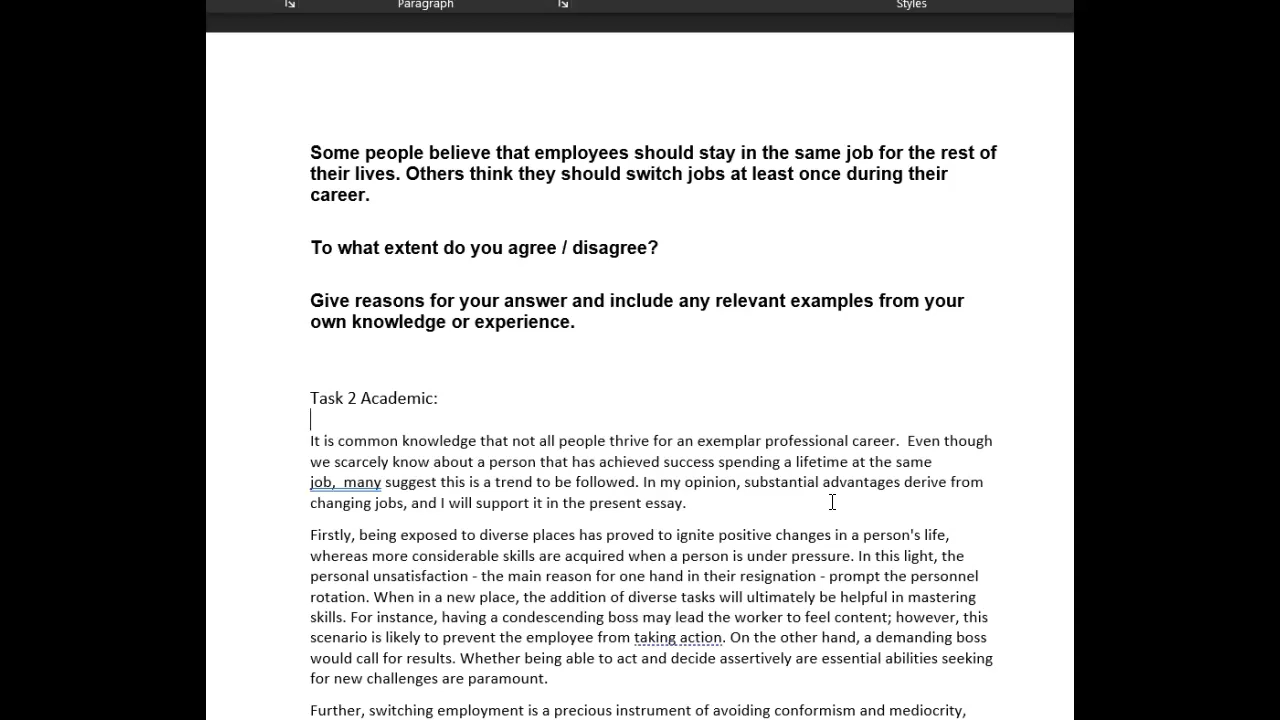 Paragraph
Styles
Some people believe that employees should stay in the same job for the rest of
their lives. Others think they should switch jobs at least once during their
career.
To what extent do you agree / disagree?
Give reasons for your answer and include any relevant examples from your
own knowledge or experience.
Task 2 Academic:
It is common knowledge that not all people thrive for an exemplar professional career.  Even though
we scarcely know about a person that has achieved success spending a lifetime at the same
job,  many suggest this is a trend to be followed. In my opinion, substantial advantages derive from
changing jobs, and I will support it in the present essay.
Firstly, being exposed to diverse places has proved to ignite positive changes in a person's life,
whereas more considerable skills are acquired when a person is under pressure. In this light, the
personal unsatisfaction - the main reason for one hand in their resignation - prompt the personnel
rotation. When in a new place, the addition of diverse tasks will ultimately be helpful in mastering
skills. For instance, having a condescending boss may lead the worker to feel content; however, this
scenario is likely to prevent the employee from taking action. On the other hand, a demanding boss
would call for results. Whether being able to act and decide assertively are essential abilities seeking
for new challenges are paramount.
Further, switching employment is a precious instrument of avoiding conformism and mediocrity,